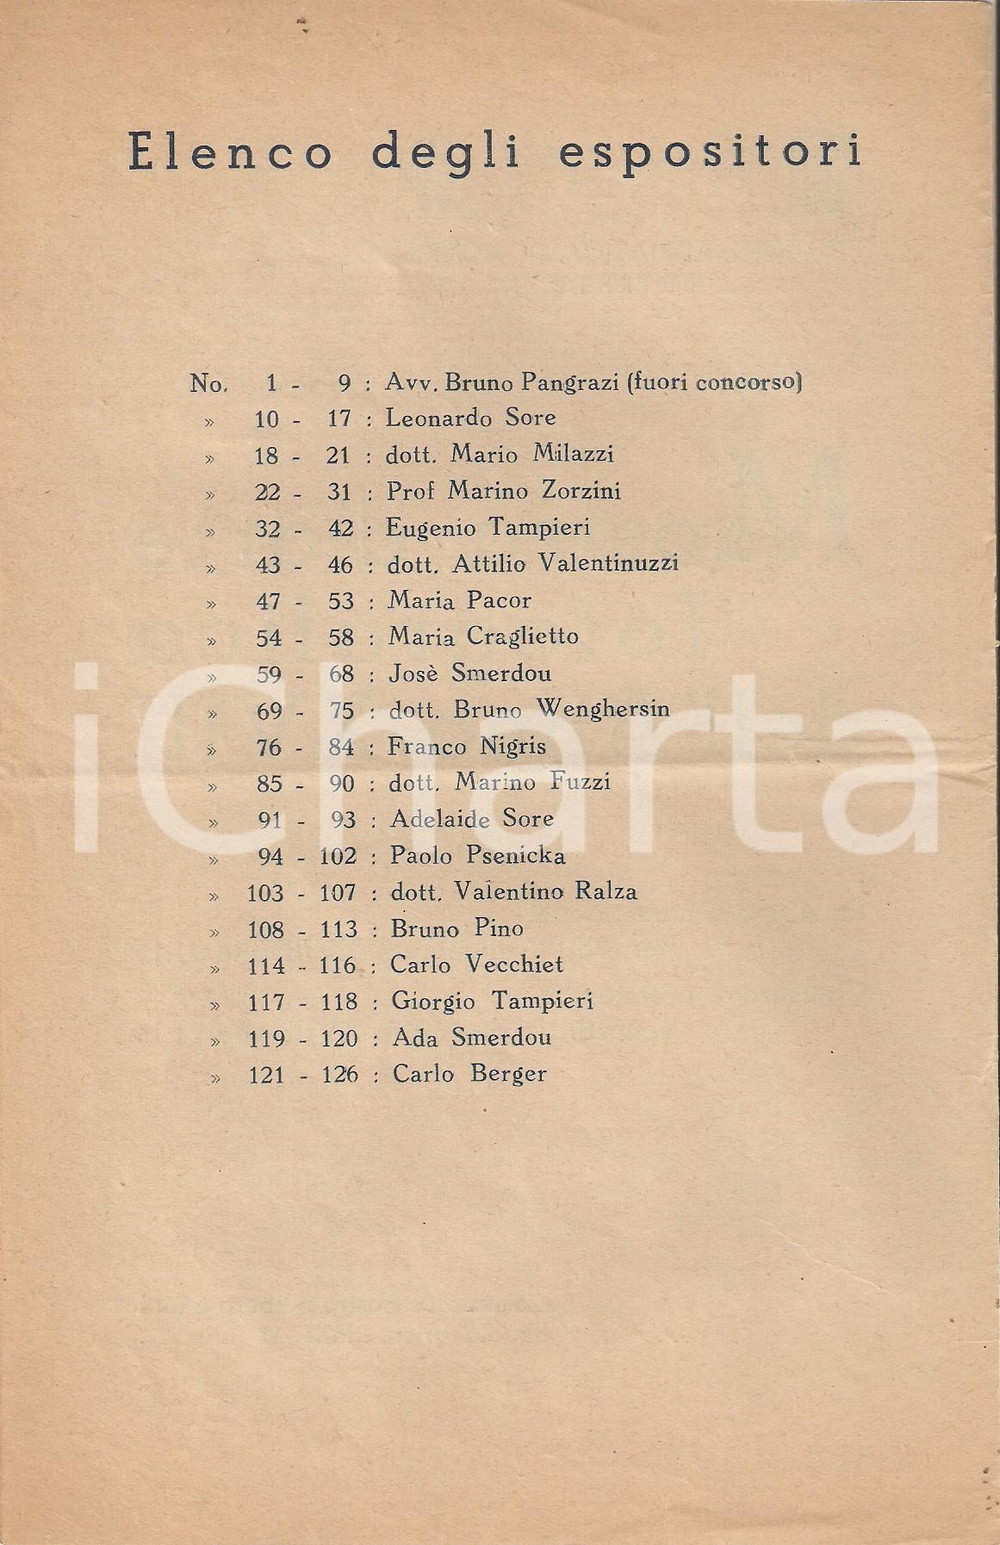 Elenco degli espositori
No. 1 - 9 : Avv. Bruno Pangrazi (fuori concorso)
» 10 - 17 : Leonardo Sore
» 18 - 21 : dott. Mario Milazzi
» 22 - 31 : Prof Marino Zorzini
» 32 - 42 : Eugenio Tampieri
» 43 - 46 : dott. Attilio Valentinuzzi
» 47 - 53 : Maria Pacor
» 54 - 58 : Maria Craglietto
» 59 - 68 : Josè Smerdou
» 69 - 75 : dott. Bruno Wenghersin
» 76 - 84 : Franco Nigris
» 85 - 90 : dott. Marino Fuzzi
» 91 - 93 : Adelaide Sore
» 94 - 102 : Paolo Psenicka
» 103 - 107 : dott. Valentino Ralza
» 108 - 113 : Bruno Pino
» 114 - 116 : Carlo Vecchiet
» 117 - 118 : Giorgio Tampieri
» 119 - 120 : Ada Smerdou
» 121 - 126 : Carlo Berger
iCharta